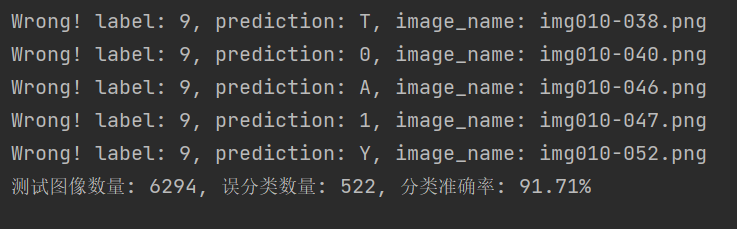 Wrong! label: 9, prediction: T, image_name: img010-038.png
Wrong! label: 9, prediction: 0, image_name: img010-040.png
Wrong! label: 9, prediction: A, image_name: img010-046.png
Wrong! label: 9, prediction: 1, image_name: img010-047.png
Wrong! label: 9, prediction: Y, image_name: img010-052.png
测试图像数量: 6294, 误分类数量: 522, 分类准确率: 91.71%